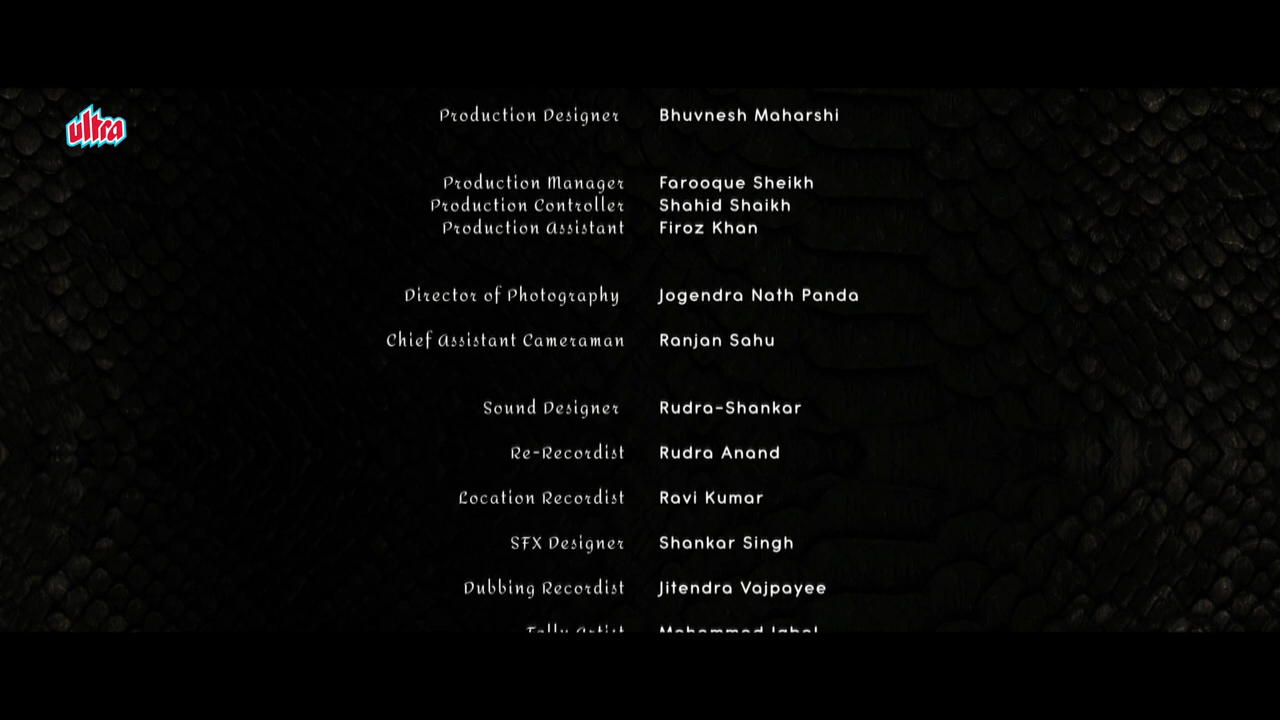 ultra
Production Designer Bhuvnesh Maharshi
Production Manager Farooque Sheikh
Production Controller Shahid Shaikh
Production Assistant Firoz Khan
Director of Photography Jogendra Nath Panda
Chief Assistant Cameraman Ranjan Sahu
Sound Designer Rudra-Shankar
Re-Recordist Rudra Anand
Location Recordist Ravi Kumar
SFX Designer Shankar Singh
Dubbing Recordist Jitendra Vajpayee